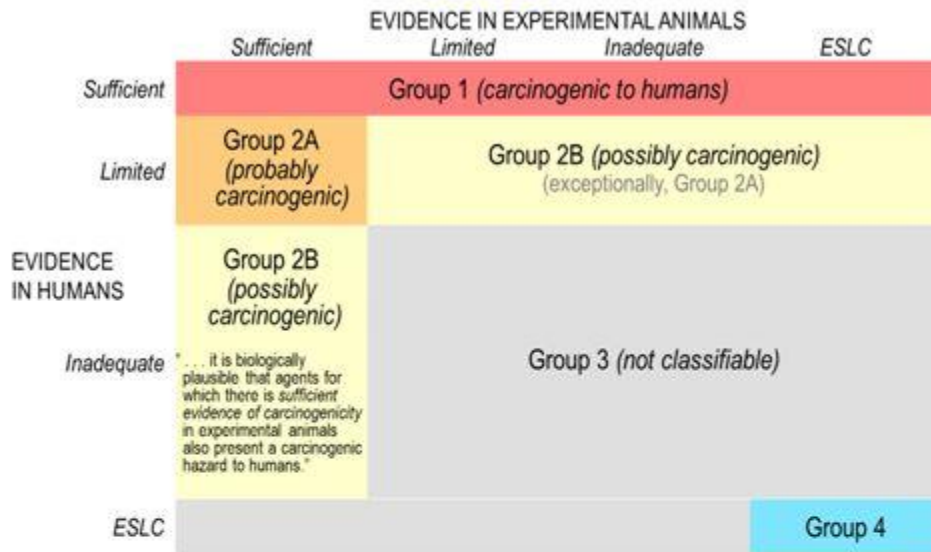 EVIDENCE IN EXPERIMENTAL ANIMALS
Sufficient Limited Inadequate ESLC
Sufficient Group 1 (carcinogenic to humans)
Limited
Group 2A
(probably
carcinogenic)
Group 2B (possibly carcinogenic)
(exceptionally, Group 2A)
EVIDENCE
IN HUMANS
Group 2B
(possibly
carcinogenic)
Inadequate
" . . . it is biologically
plausible that agents for
which there is sufficient
evidence of carcinogenicity
in experimental animals
also present a carcinogenic
hazard to humans."
Group 3 (not classifiable)
ESLC Group 4